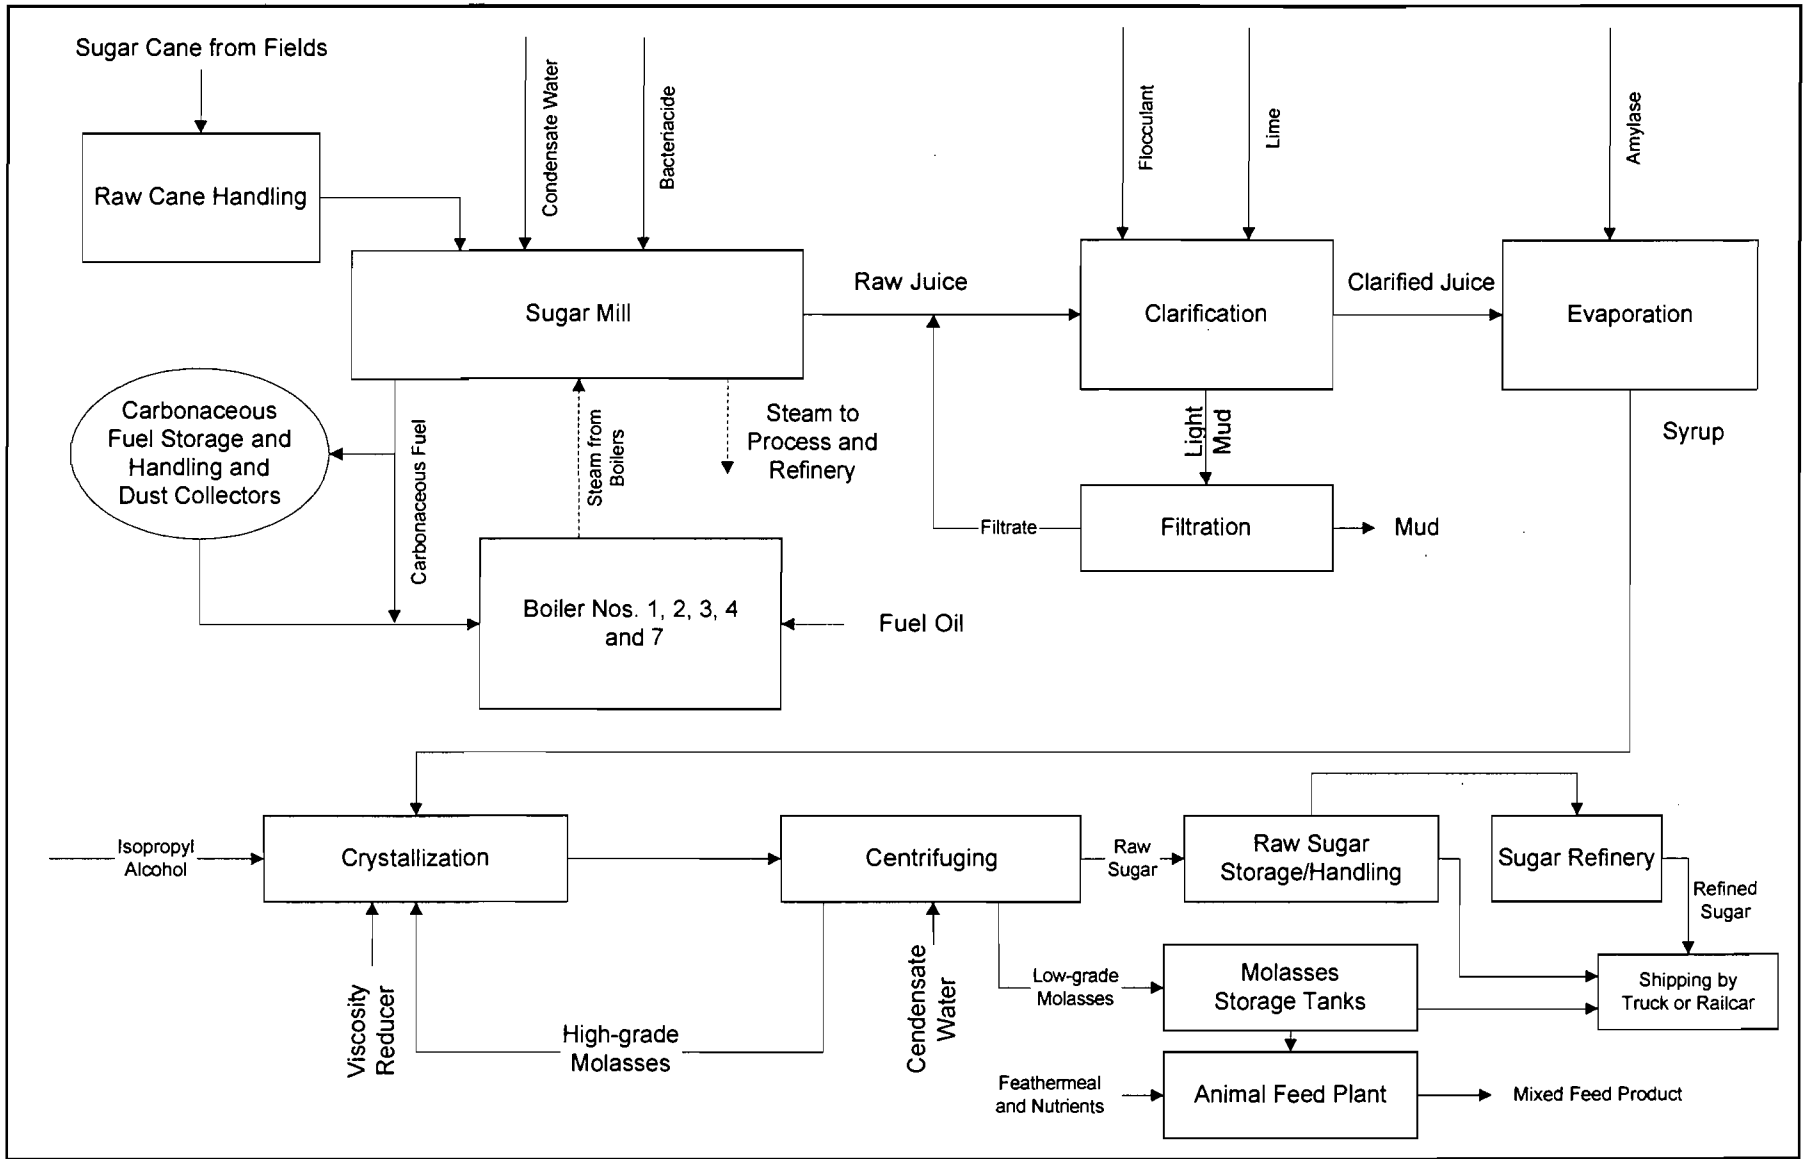 Sugar Cane from Fields
Raw Cane Handling
Condensate Water
Bacteriacide
Flocculant
Lime
Amylase
Sugar Mill
Raw Juice
Clarification
Clarified Juice
Evaporation
Carbonaceous
Fuel Storage and
Handling and
Dust Collectors
Carbonaceous Fuel
Steam from
Boilers
Steam to
Process and
Refinery
Light
Mud
Syrup
Filtrate
Filtration
Mud
Boiler Nos. 1, 2, 3, 4
and 7
Fuel Oil
Isopropyl
Alcohol
Crystallization
Centrifuging
Raw
Sugar
Raw Sugar
Storage/Handling
Sugar Refinery
Refined
Sugar
Viscosity
Reducer
High-grade
Molasses
Cendensate
Water
Low-grade
Molasses
Molasses
Storage Tanks
Shipping by
Truck or Railcar
Feathermeal
and Nutrients
Animal Feed Plant
Mixed Feed Product